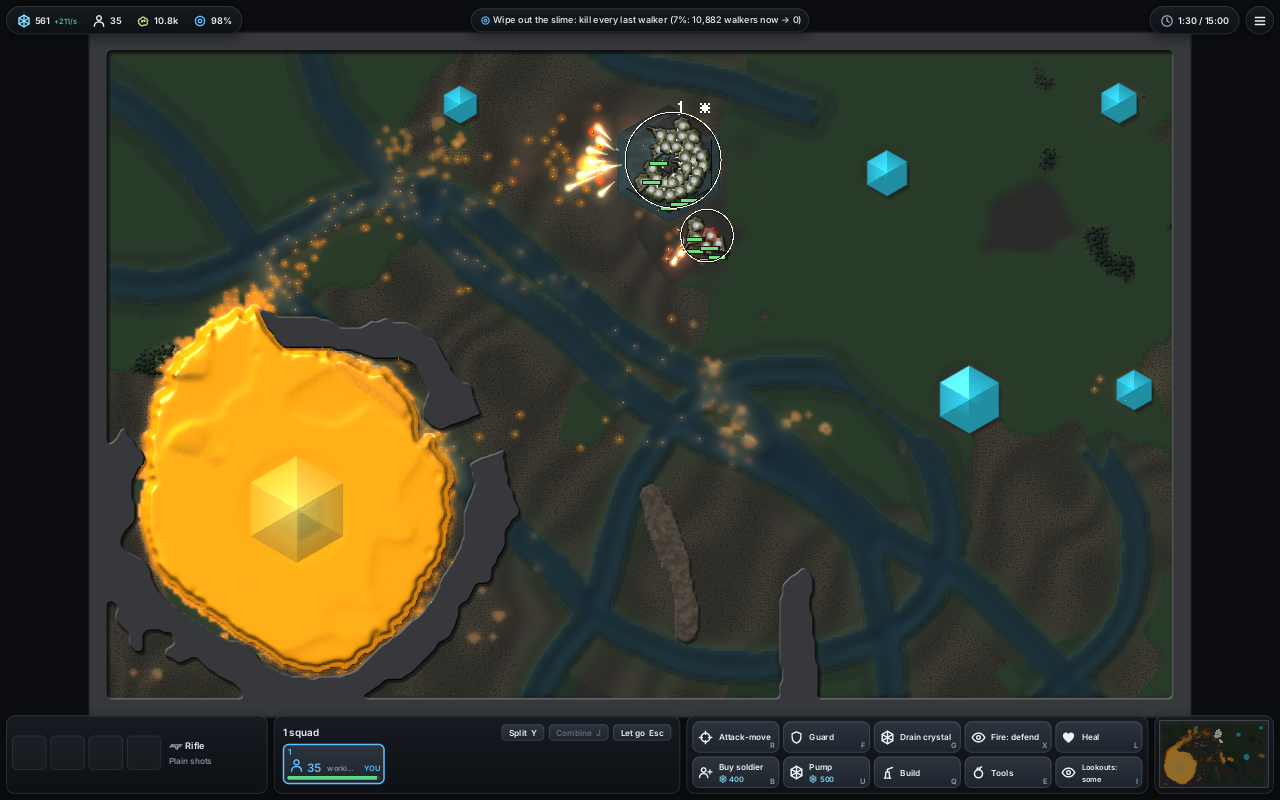 561 +211/s 35 10.8k 98%
Wipe out the slime: kill every last walker (7%: 10,882 walkers now → 0)
1:30 / 15:00
1
1 squad
Split Y
Combine J
Let go Esc
Rifle
Plain shots
1
35 worki... YOU
Attack-move R
Guard F
Drain crystal G
Fire: defend X
Heal L
Buy soldier 400 B
Pump 500 U
Build Q
Tools E
Lookouts: some I